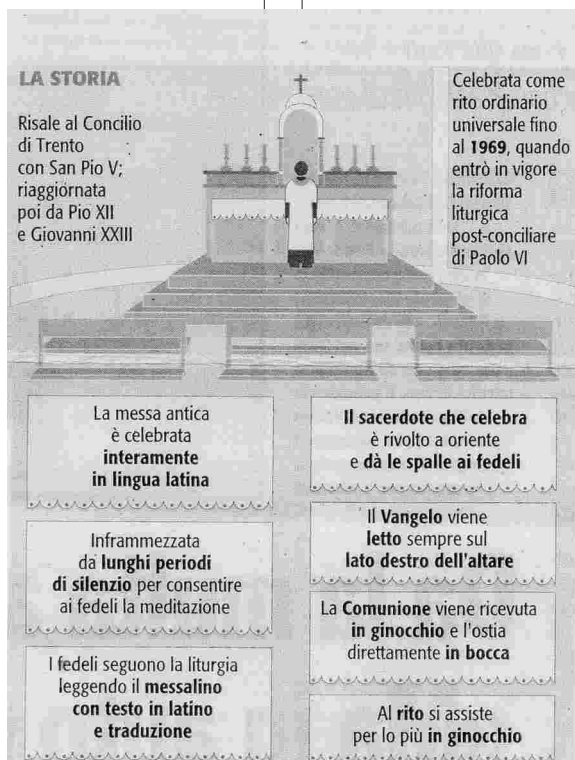 LA STORIA
Risale al Concilio
di Trento
con San Pio V;
riaggiornata
poi da Pio XII
e Giovanni XXIII
Celebrata come
rito ordinario
universale fino
al 1969, quando
entrò in vigore
la riforma
liturgica
post-conciliare
di Paolo VI
La messa antica
è celebrata
interamente
in lingua latina
Inframmezzata
da lunghi periodi
di silenzio per consentire
ai fedeli la meditazione
I fedeli seguono la liturgia
leggendo il messalino
con testo in latino
e traduzione
Il sacerdote che celebra
è rivolto a oriente
e dà le spalle ai fedeli
Il Vangelo viene
letto sempre sul
lato destro dell'altare
La Comunione viene ricevuta
in ginocchio e l'ostia
direttamente in bocca
Al rito si assiste
per lo più in ginocchio